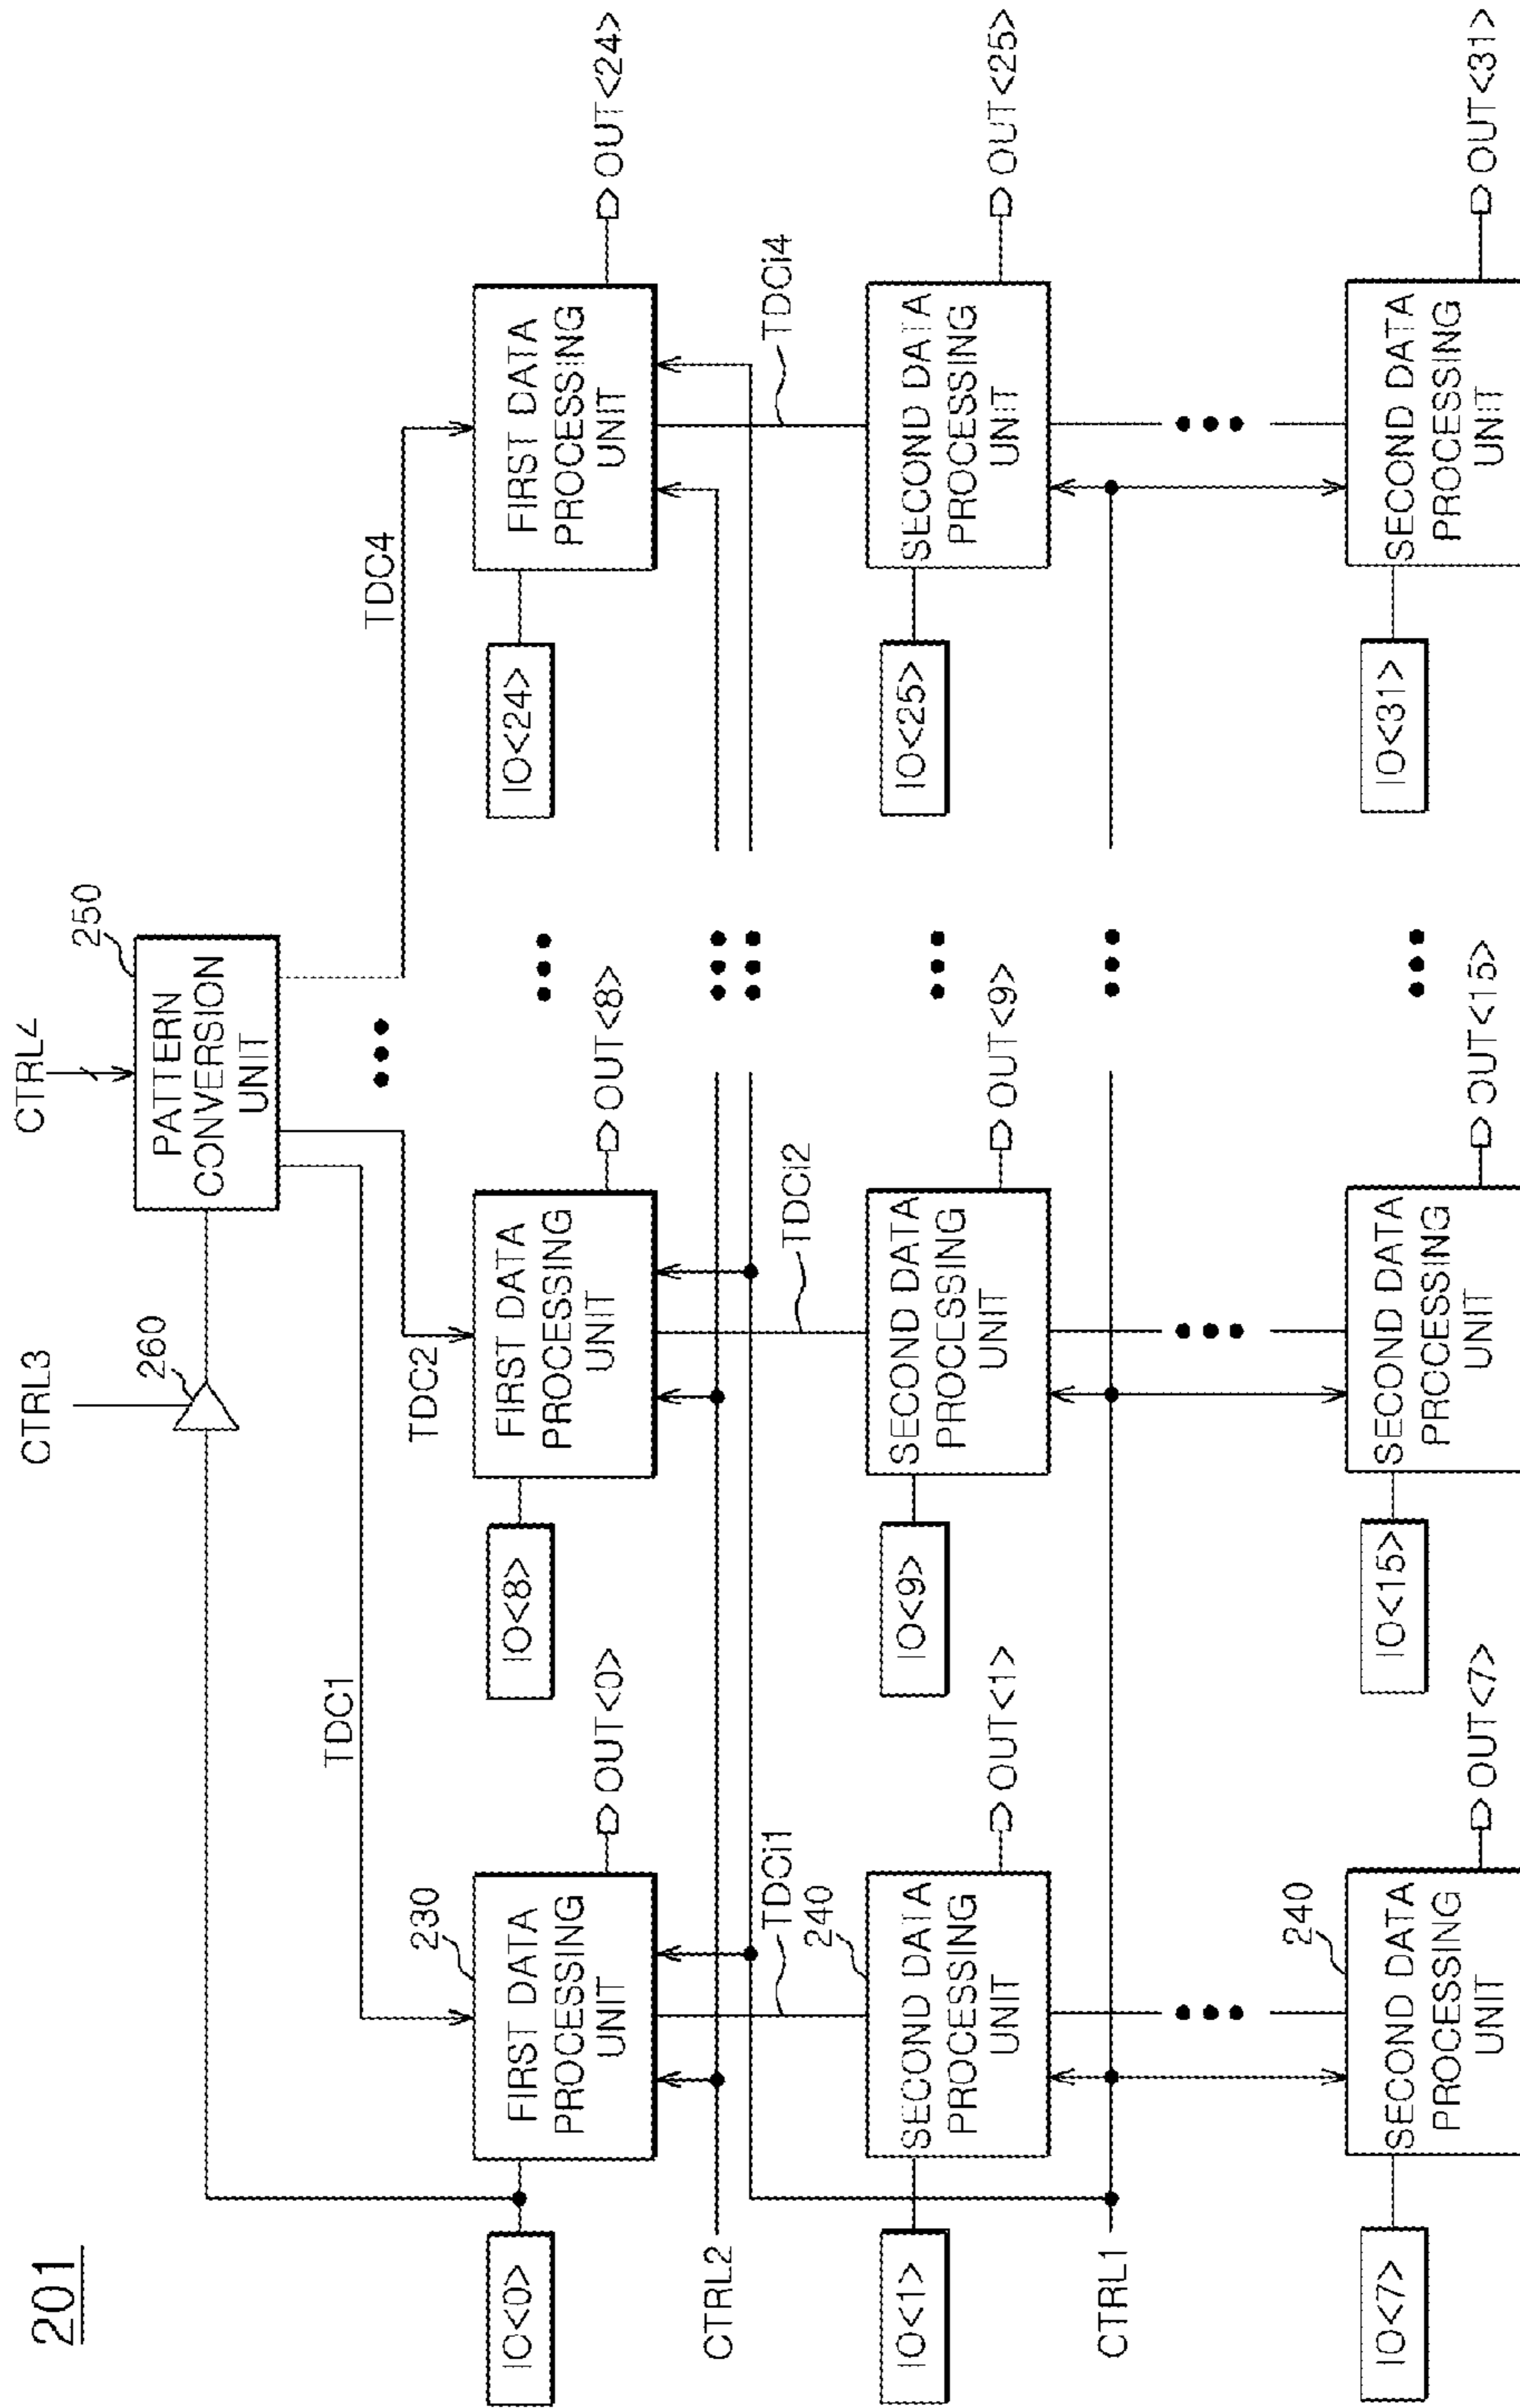 201
CTRL3
CTRL4
260
250
PATTERN
CONVERSION
UNIT
TDC1
TDC2
TDC4
IO<0>
230
FIRST DATA
PROCESSING
UNIT
OUT<0>
IO<8>
FIRST DATA
PROCESSING
UNIT
OUT<8>
IO<24>
FIRST DATA
PROCESSING
UNIT
OUT<24>
CTRL2
TDCi1
TDCi2
TDCi4
IO<1>
240
SECOND DATA
PROCESSING
UNIT
OUT<1>
IO<9>
SECOND DATA
PROCESSING
UNIT
OUT<9>
IO<25>
SECOND DATA
PROCESSING
UNIT
OUT<25>
CTRL1
IO<7>
240
SECOND DATA
PROCESSING
UNIT
OUT<7>
IO<15>
SECOND DATA
PROCESSING
UNIT
OUT<15>
IO<31>
SECOND DATA
PROCESSING
UNIT
OUT<31>